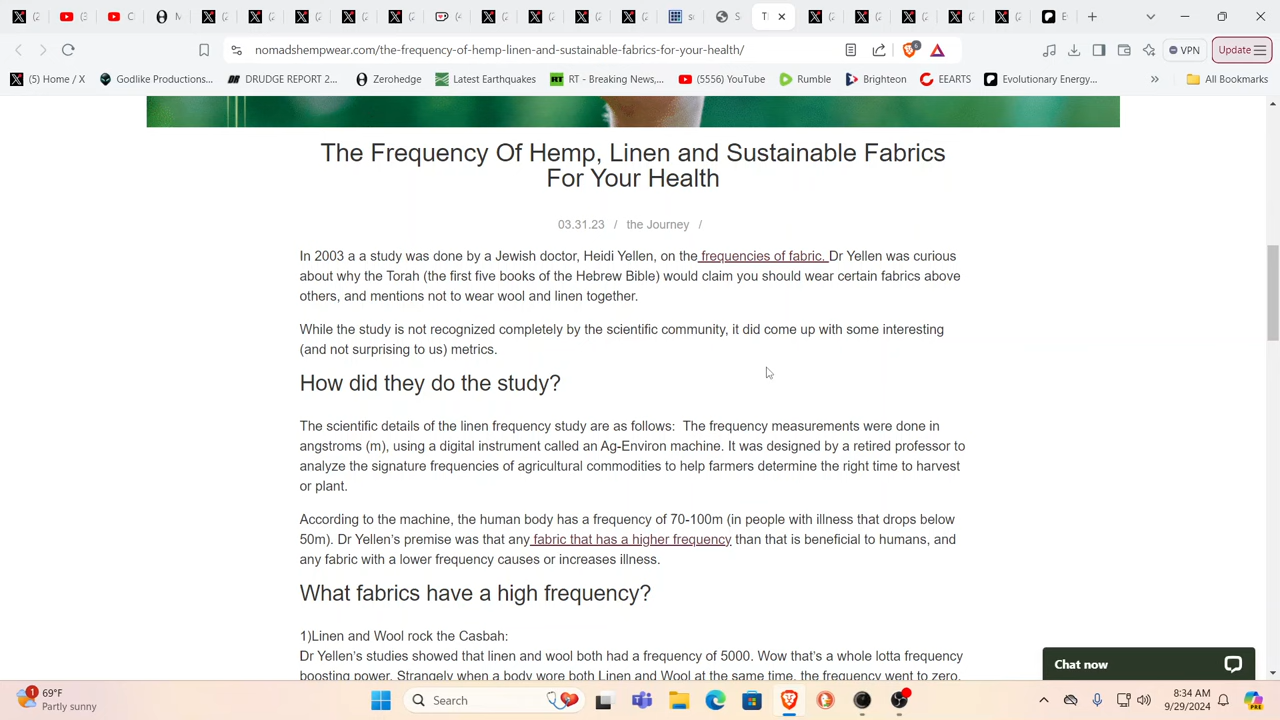 nomadshempwear.com/the-frequency-of-hemp-linen-and-sustainable-fabrics-for-your-health/
6
VPN
Update
(5) Home / X
Godlike Productions...
DRUDGE REPORT 2...
Zerohedge
Latest Earthquakes
RT - Breaking News,...
(5556) YouTube
Rumble
Brighteon
EEARTS
Evolutionary Energy...
All Bookmarks
The Frequency Of Hemp, Linen and Sustainable Fabrics
For Your Health
03.31.23 / the Journey /
In 2003 a a study was done by a Jewish doctor, Heidi Yellen, on the frequencies of fabric. Dr Yellen was curious
about why the Torah (the first five books of the Hebrew Bible) would claim you should wear certain fabrics above
others, and mentions not to wear wool and linen together.
While the study is not recognized completely by the scientific community, it did come up with some interesting
(and not surprising to us) metrics.
How did they do the study?
The scientific details of the linen frequency study are as follows: The frequency measurements were done in
angstroms (m), using a digital instrument called an Ag-Environ machine. It was designed by a retired professor to
analyze the signature frequencies of agricultural commodities to help farmers determine the right time to harvest
or plant.
According to the machine, the human body has a frequency of 70-100m (in people with illness that drops below
50m). Dr Yellen's premise was that any fabric that has a higher frequency than that is beneficial to humans, and
any fabric with a lower frequency causes or increases illness.
What fabrics have a high frequency?
1)Linen and Wool rock the Casbah:
Dr Yellen's studies showed that linen and wool both had a frequency of 5000. Wow that's a whole lotta frequency
boosting power. Strangely when a body wore both Linen and Wool at the same time, the frequency went to zero.
Chat now
1
69°F
Partly sunny
Search
8:34 AM
9/29/2024